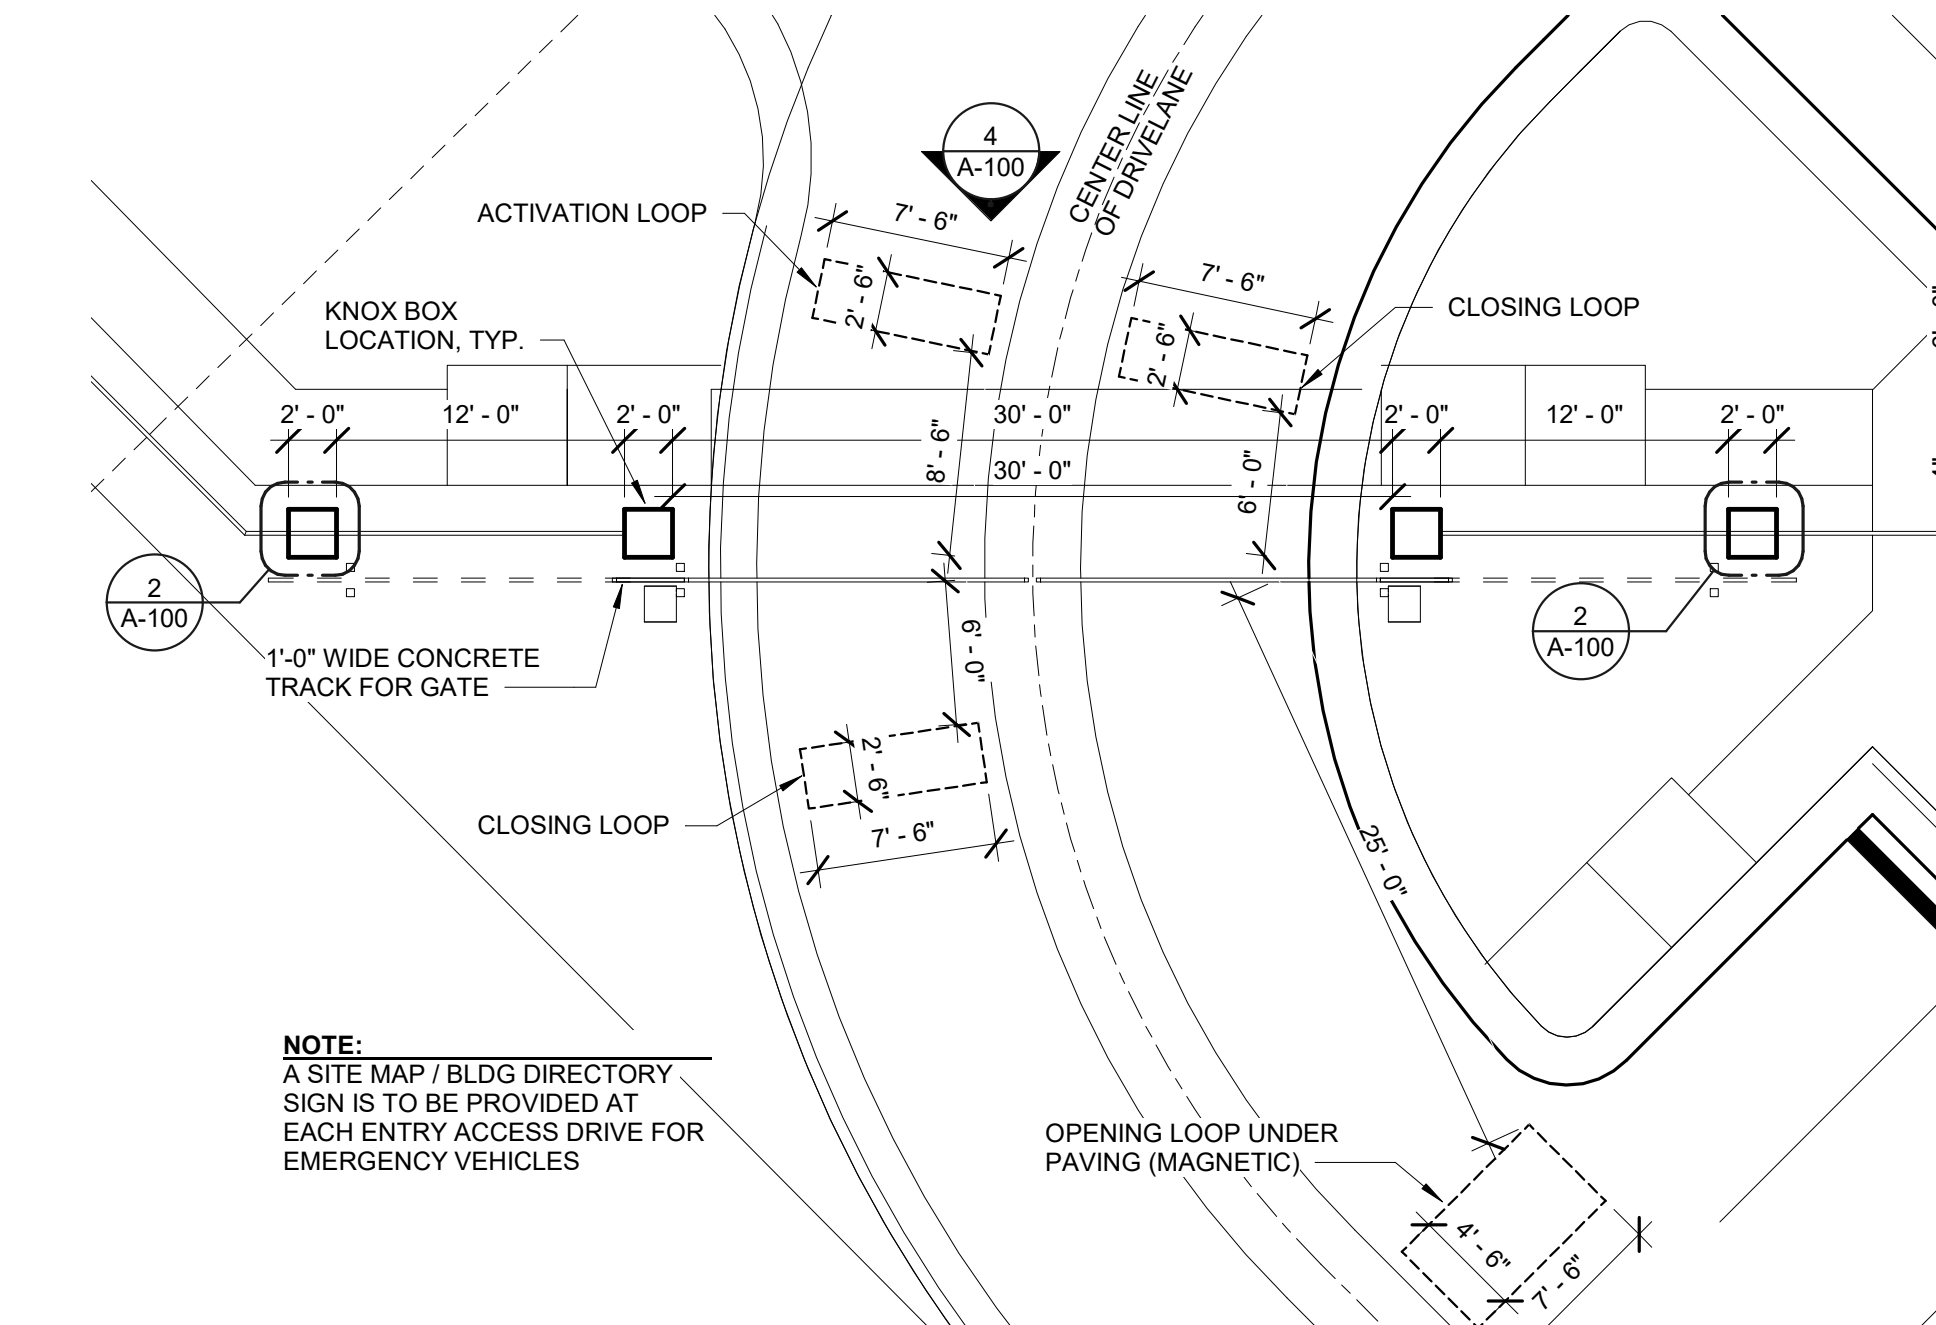 4
A-100
CENTER LINE
OF DRIVELANE
ACTIVATION LOOP
7' - 6"
2' - 6"
7' - 6"
2' - 6"
CLOSING LOOP
KNOX BOX
LOCATION, TYP.
2' - 0"
12' - 0"
2' - 0"
30' - 0"
2' - 0"
12' - 0"
2' - 0"
8' - 6"
30' - 0"
6' - 0"
2
A-100
2
A-100
1'-0" WIDE CONCRETE
TRACK FOR GATE
6' - 0"
2' - 6"
CLOSING LOOP
7' - 6"
25' - 0"
NOTE:
A SITE MAP / BLDG DIRECTORY
SIGN IS TO BE PROVIDED AT
EACH ENTRY ACCESS DRIVE FOR
EMERGENCY VEHICLES
OPENING LOOP UNDER
PAVING (MAGNETIC)
4' - 6"
7' - 6"